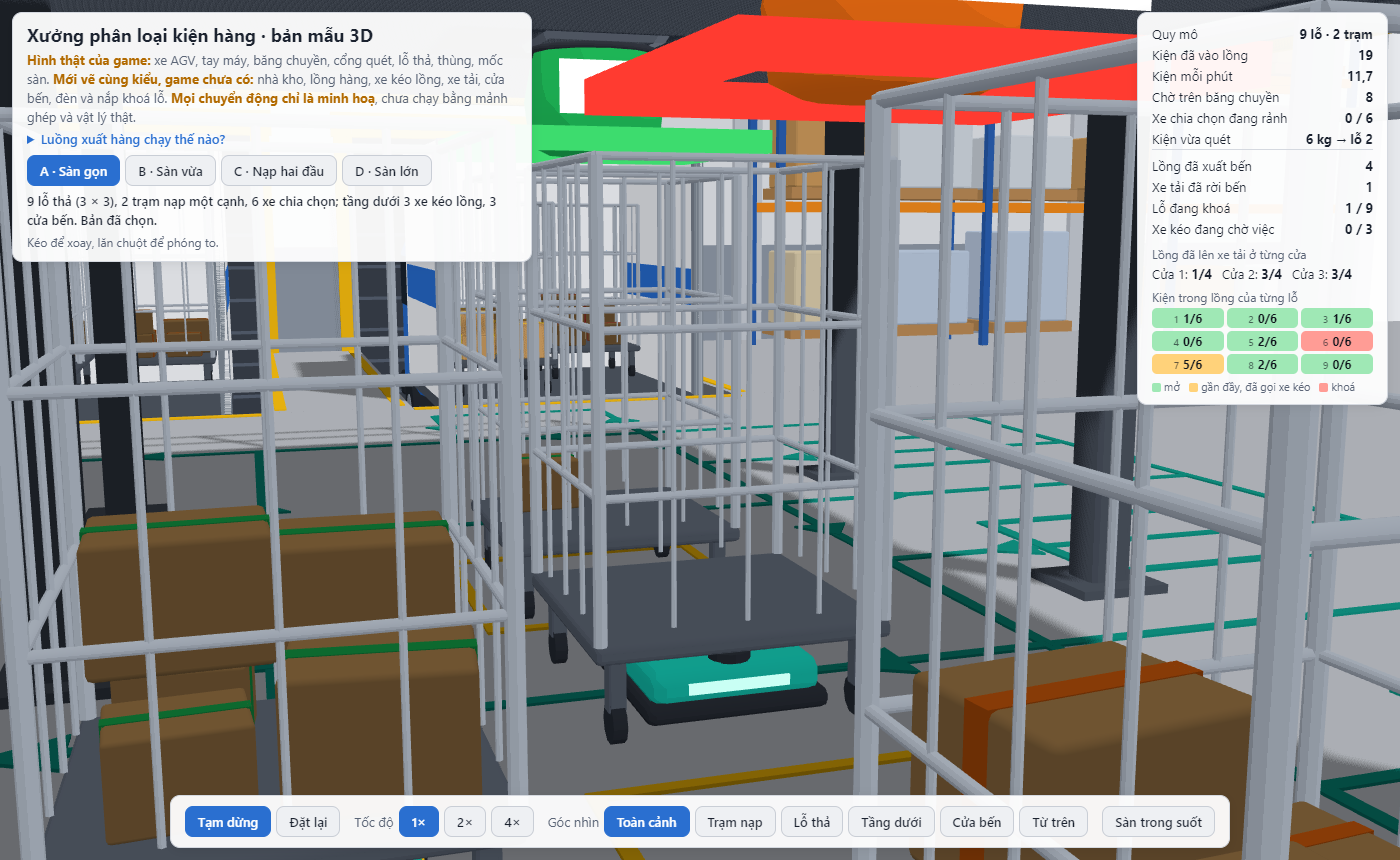 Xưởng phân loại kiện hàng · bản mẫu 3D
Hình thật của game: xe AGV, tay máy, băng chuyền, cổng quét, lỗ thả, thùng, mốc
sàn. Mới vẽ cùng kiểu, game chưa có: nhà kho, lồng hàng, xe kéo lồng, xe tải, cửa
bến, đèn và nắp khoá lỗ. Mọi chuyển động chỉ là minh hoạ, chưa chạy bằng mảnh
ghép và vật lý thật.
▶ Luồng xuất hàng chạy thế nào?
A · Sàn gọn
B · Sàn vừa
C · Nạp hai đầu
D · Sàn lớn
9 lỗ thả (3 × 3), 2 trạm nạp một cạnh, 6 xe chia chọn; tầng dưới 3 xe kéo lồng, 3
cửa bến. Bản đã chọn.
Kéo để xoay, lăn chuột để phóng to.
Quy mô 9 lỗ · 2 trạm
Kiện đã vào lồng 19
Kiện mỗi phút 11,7
Chờ trên băng chuyền 8
Xe chia chọn đang rảnh 0 / 6
Kiện vừa quét 6 kg → lỗ 2
Lồng đã xuất bến 4
Xe tải đã rời bến 1
Lỗ đang khoá 1 / 9
Xe kéo đang chờ việc 0 / 3
Lồng đã lên xe tải ở từng cửa
Cửa 1: 1/4 Cửa 2: 3/4 Cửa 3: 3/4
Kiện trong lồng của từng lỗ
1 1/6 2 0/6 3 1/6
4 0/6 5 2/6 6 0/6
7 5/6 8 2/6 9 0/6
mở gần đầy, đã gọi xe kéo khoá
Tạm dừng Đặt lại Tốc độ 1× 2× 4× Góc nhìn Toàn cảnh Trạm nạp Lỗ thả Tầng dưới Cửa bến Từ trên Sàn trong suốt